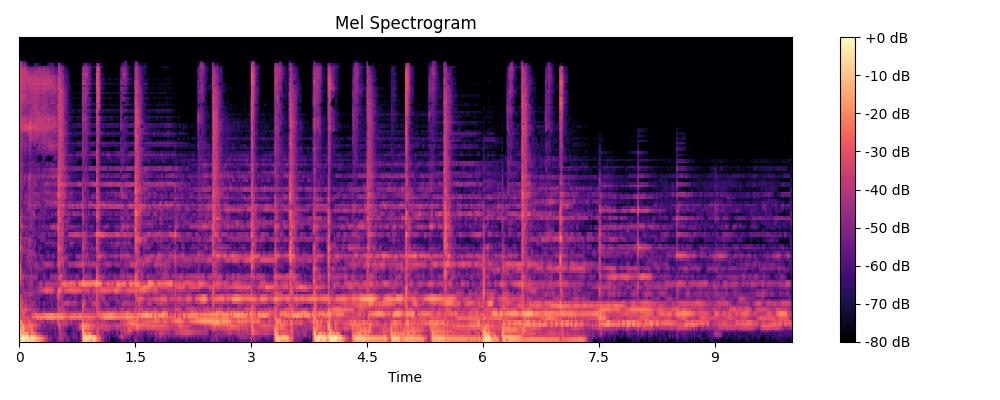 Mel Spectrogram
+0 dB
-10 dB
-20 dB
-30 dB
-40 dB
-50 dB
-60 dB
-70 dB
-80 dB
0 1.5 3 4.5 6 7.5 9
Time